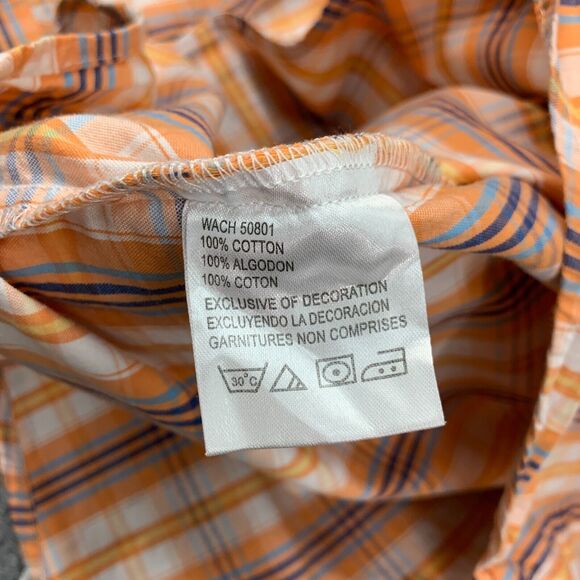 WACH 50801
100% COTTON
100% ALGODON
100% COTON
EXCLUSIVE OF DECORATION
EXCLUYENDO LA DECORACION
GARNITURES NON COMPRISES
30°C